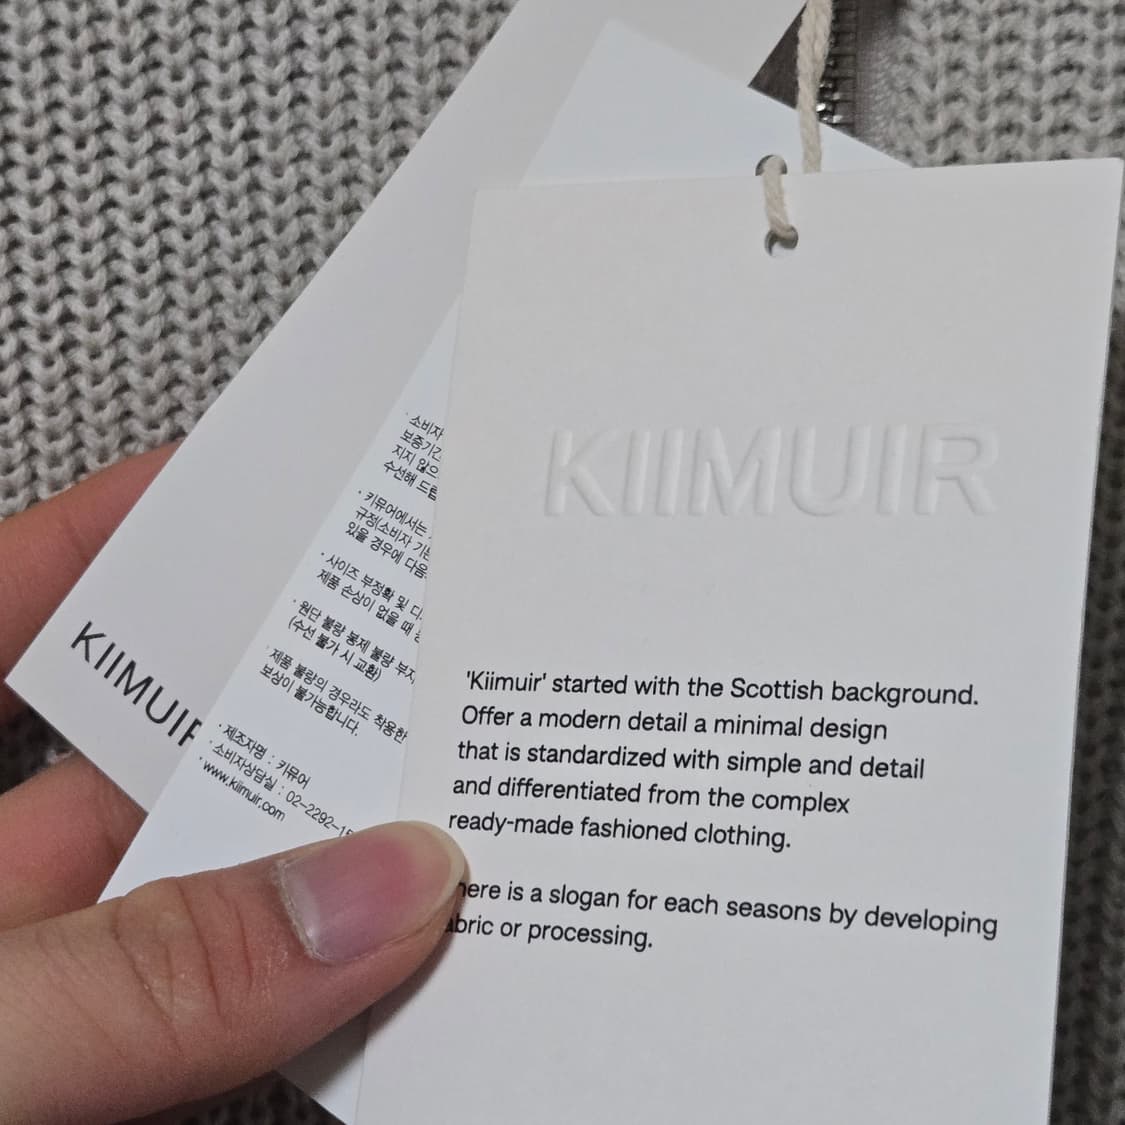 KIIMUIR
· 소비자
보증기간
지지 않으
수선해 드립
· 키뮤어에서는
규정(소비자 기본
있을 경우에 다음
· 사이즈 부정확 및 디
제품 손상이 없을 때
· 원단 불량 봉제 불량 부자
(수선 불가 시 교환)
· 제품 불량의 경우라도 착용한
보상이 불가능합니다.
· 제조자명 : 키뮤어
· 소비자상담실 : 02-2292-15
· www.kiimuir.com
KIIMUIR
'Kiimuir' started with the Scottish background.
Offer a modern detail a minimal design
that is standardized with simple and detail
and differentiated from the complex
ready-made fashioned clothing.
here is a slogan for each seasons by developing
abric or processing.